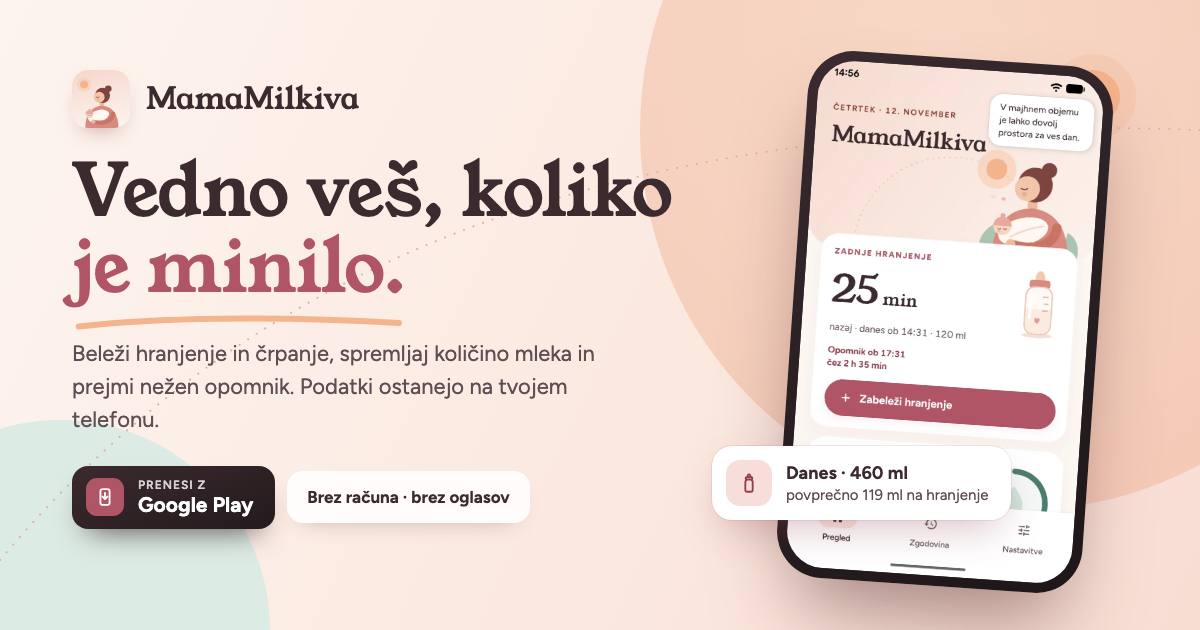 MamaMilkiva
Vedno veš, koliko
je minilo.
Beleži hranjenje in črpanje, spremljaj količino mleka in
prejmi nežen opomnik. Podatki ostanejo na tvojem
telefonu.
PRENESI Z
Google Play
Brez računa · brez oglasov
14:56
ČETRTEK · 12. NOVEMBER
MamaMilkiva
V majhnem objemu
je lahko dovolj
prostora za ves dan.
ZADNJE HRANJENJE
25 min
nazaj · danes ob 14:31 · 120 ml
Opomnik ob 17:31
čez 2 h 35 min
+ Zabeleži hranjenje
Danes · 460 ml
povprečno 119 ml na hranjenje
Pregled
Zgodovina
Nastavitve